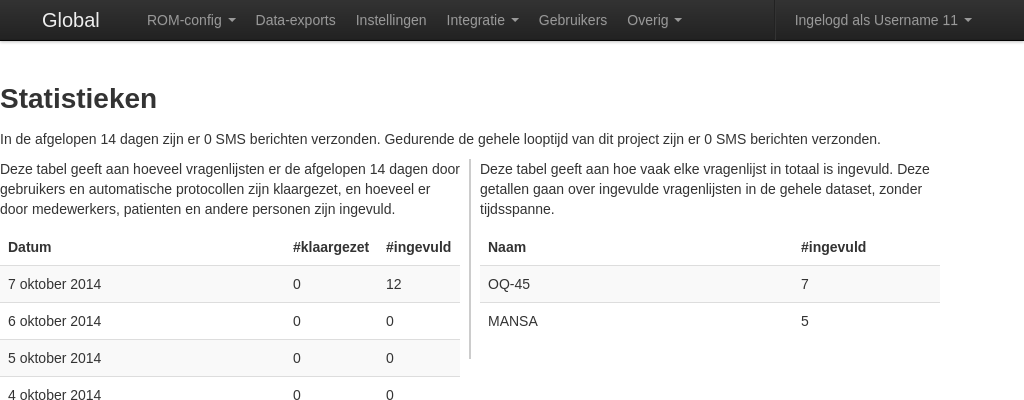 Global ROM-config Data-exports Instellingen Integratie Gebruikers Overig Ingelogd als Username 11
Statistieken
In de afgelopen 14 dagen zijn er 0 SMS berichten verzonden. Gedurende de gehele looptijd van dit project zijn er 0 SMS berichten verzonden.
Deze tabel geeft aan hoeveel vragenlijsten er de afgelopen 14 dagen door
gebruikers en automatische protocollen zijn klaargezet, en hoeveel er
door medewerkers, patienten en andere personen zijn ingevuld.
Datum #klaargezet #ingevuld
7 oktober 2014 0 12
6 oktober 2014 0 0
5 oktober 2014 0 0
4 oktober 2014 0 0
Deze tabel geeft aan hoe vaak elke vragenlijst in totaal is ingevuld. Deze
getallen gaan over ingevulde vragenlijsten in de gehele dataset, zonder
tijdsspanne.
Naam #ingevuld
OQ-45 7
MANSA 5